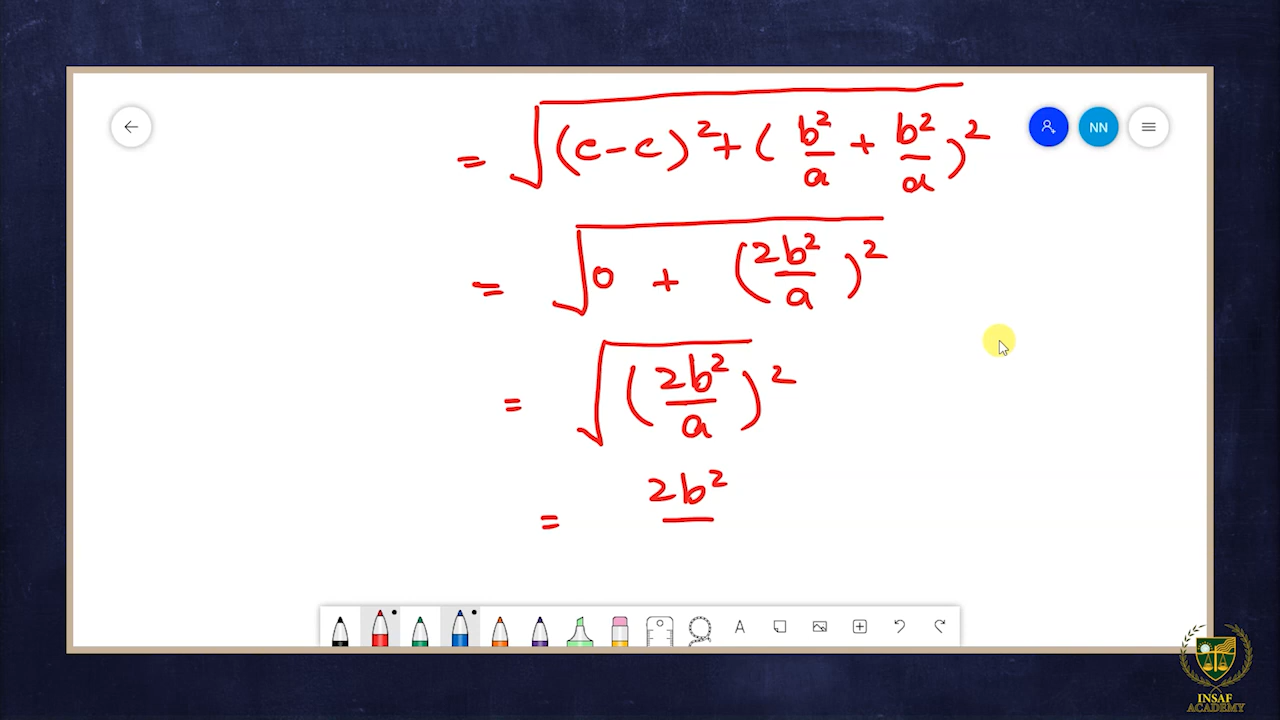 = √(c-c)² + (b²/a + b²/a)²
NN
= √0 + (2b²/a)²
= √(2b²/a)²
= 2b²/
A
INSAF
ACADEMY